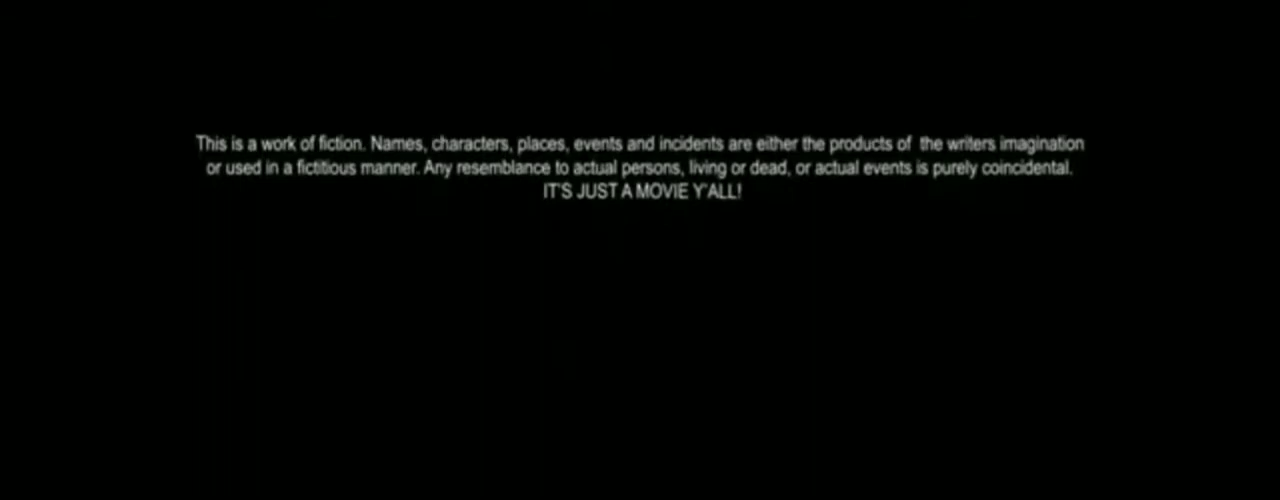 This is a work of fiction. Names, characters, places, events and incidents are either the products of the writers imagination
or used in a fictitious manner. Any resemblance to actual persons, living or dead, or actual events is purely coincidental.
IT'S JUST A MOVIE Y'ALL!